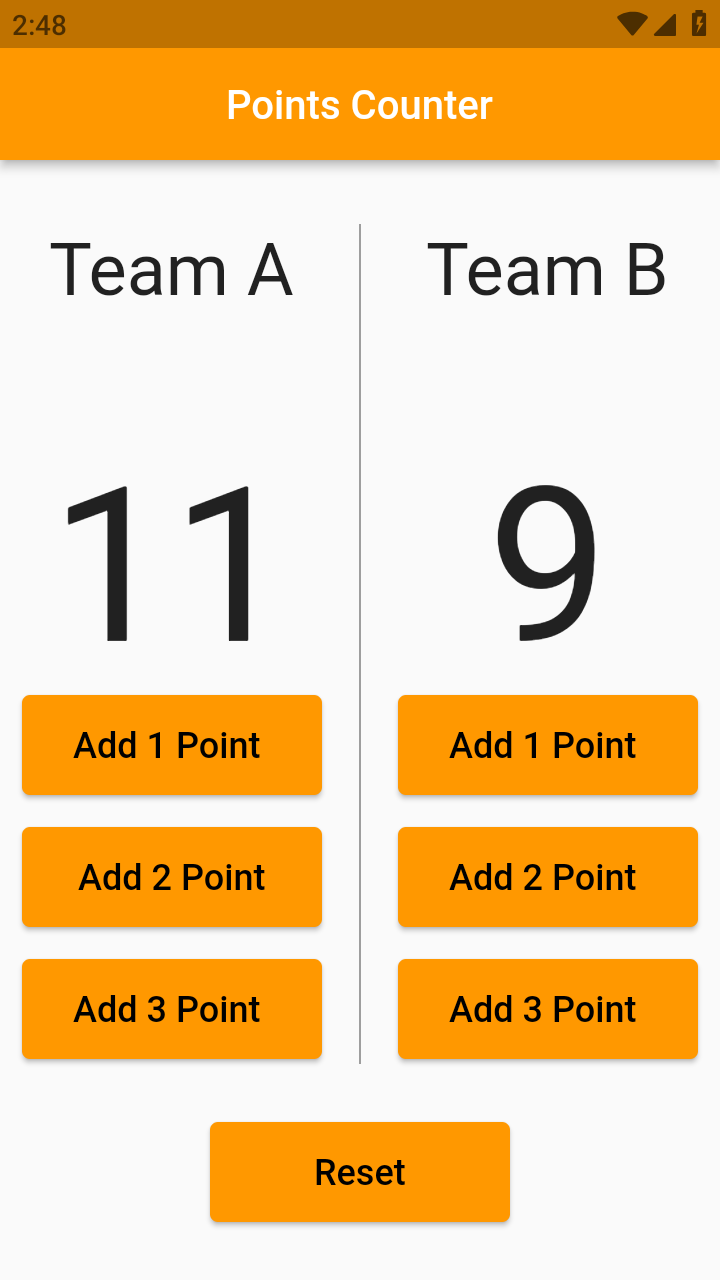 2:48
Points Counter
Team A
Team B
11
9
Add 1 Point
Add 1 Point
Add 2 Point
Add 2 Point
Add 3 Point
Add 3 Point
Reset